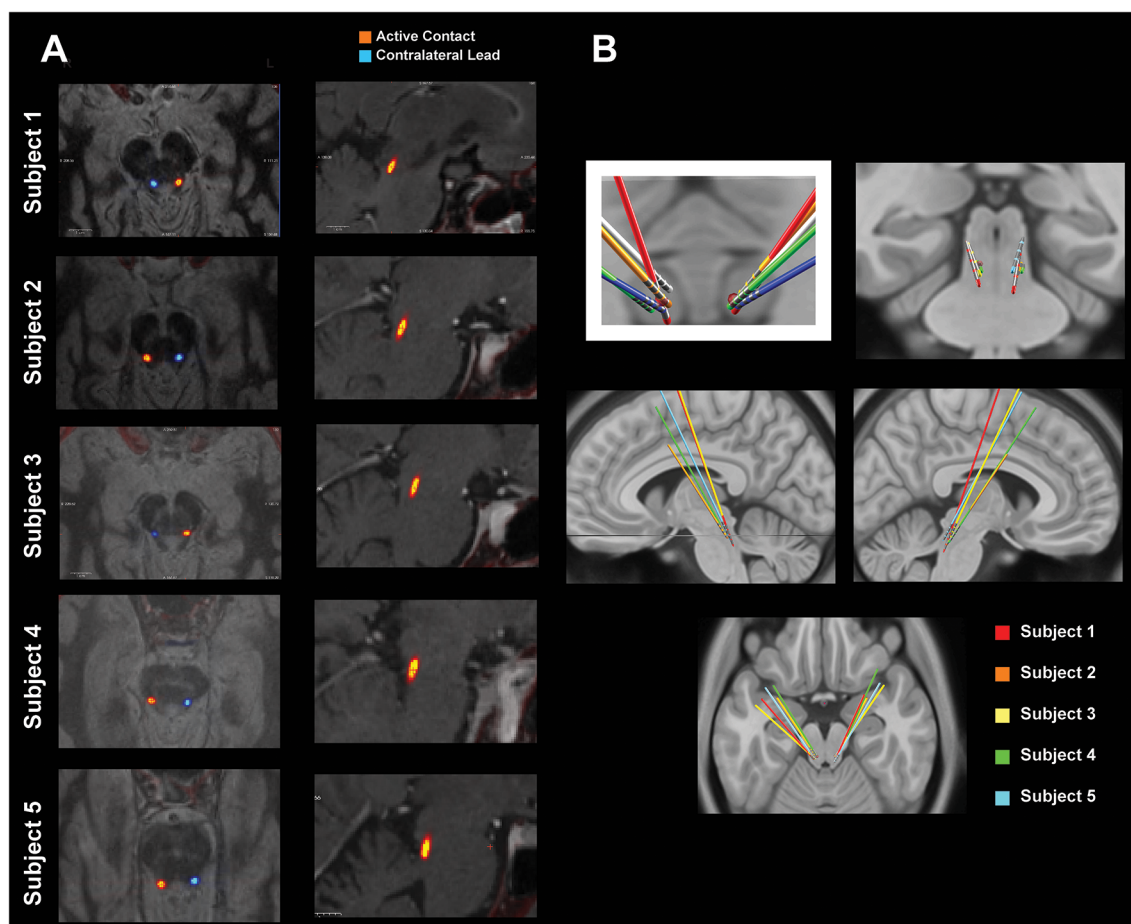 A
Active Contact
Contralateral Lead
B
R
L
Subject 1
Subject 2
Subject 3
Subject 4
Subject 5
Subject 1
Subject 2
Subject 3
Subject 4
Subject 5